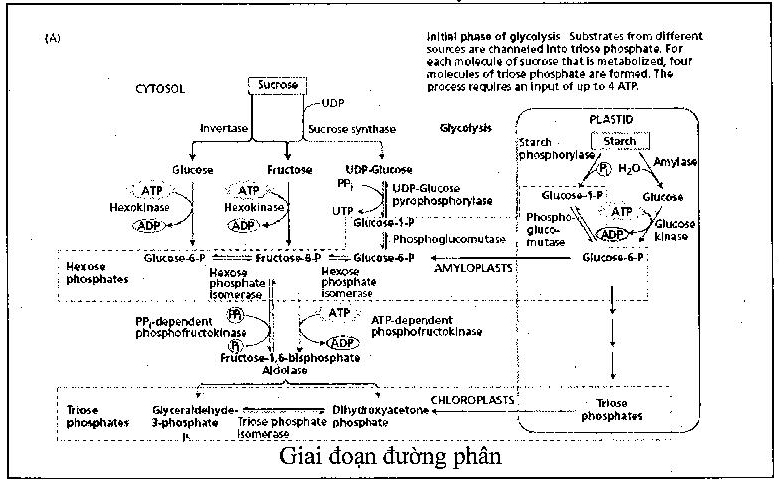 (A)
Initial phase of glycolysis Substrates from different
sources are channeled into triose phosphate. For
each molecule of sucrose that is metabolized, four
molecules of triose phosphate are formed. The
process requires an input of up to 4 ATP.
CYTOSOL
Sucrose
UDP
Invertase
Sucrose synthase
Glycolysis
PLASTID
Starch
Starch
phosphorylase
Pi
H2O
Amylase
Glucose
Fructose
UDP-Glucose
ATP
Hexokinase
ADP
ATP
Hexokinase
ADP
PPi
UTP
UDP-Glucose
pyrophosphorylase
Glucose-1-P
Phosphoglucomutase
Glucose-1-P
Glucose
Phospho-
gluco-
mutase
ATP
ADP
Glucose
kinase
Hexose
phosphates
Glucose-6-P
Fructose-6-P
Glucose-6-P
Glucose-6-P
Hexose
phosphate
isomerase
Hexose
phosphate
isomerase
AMYLOPLASTS
PPi-dependent
phosphofructokinase
PPi
Pi
ATP
ADP
ATP-dependent
phosphofructokinase
Fructose-1,6-bisphosphate
Aldolase
CHLOROPLASTS
Triose
phosphates
Glyceraldehyde-
3-phosphate
Triose phosphate
isomerase
Dihydroxyacetone
phosphate
Triose
phosphates
Giai đoạn đường phân